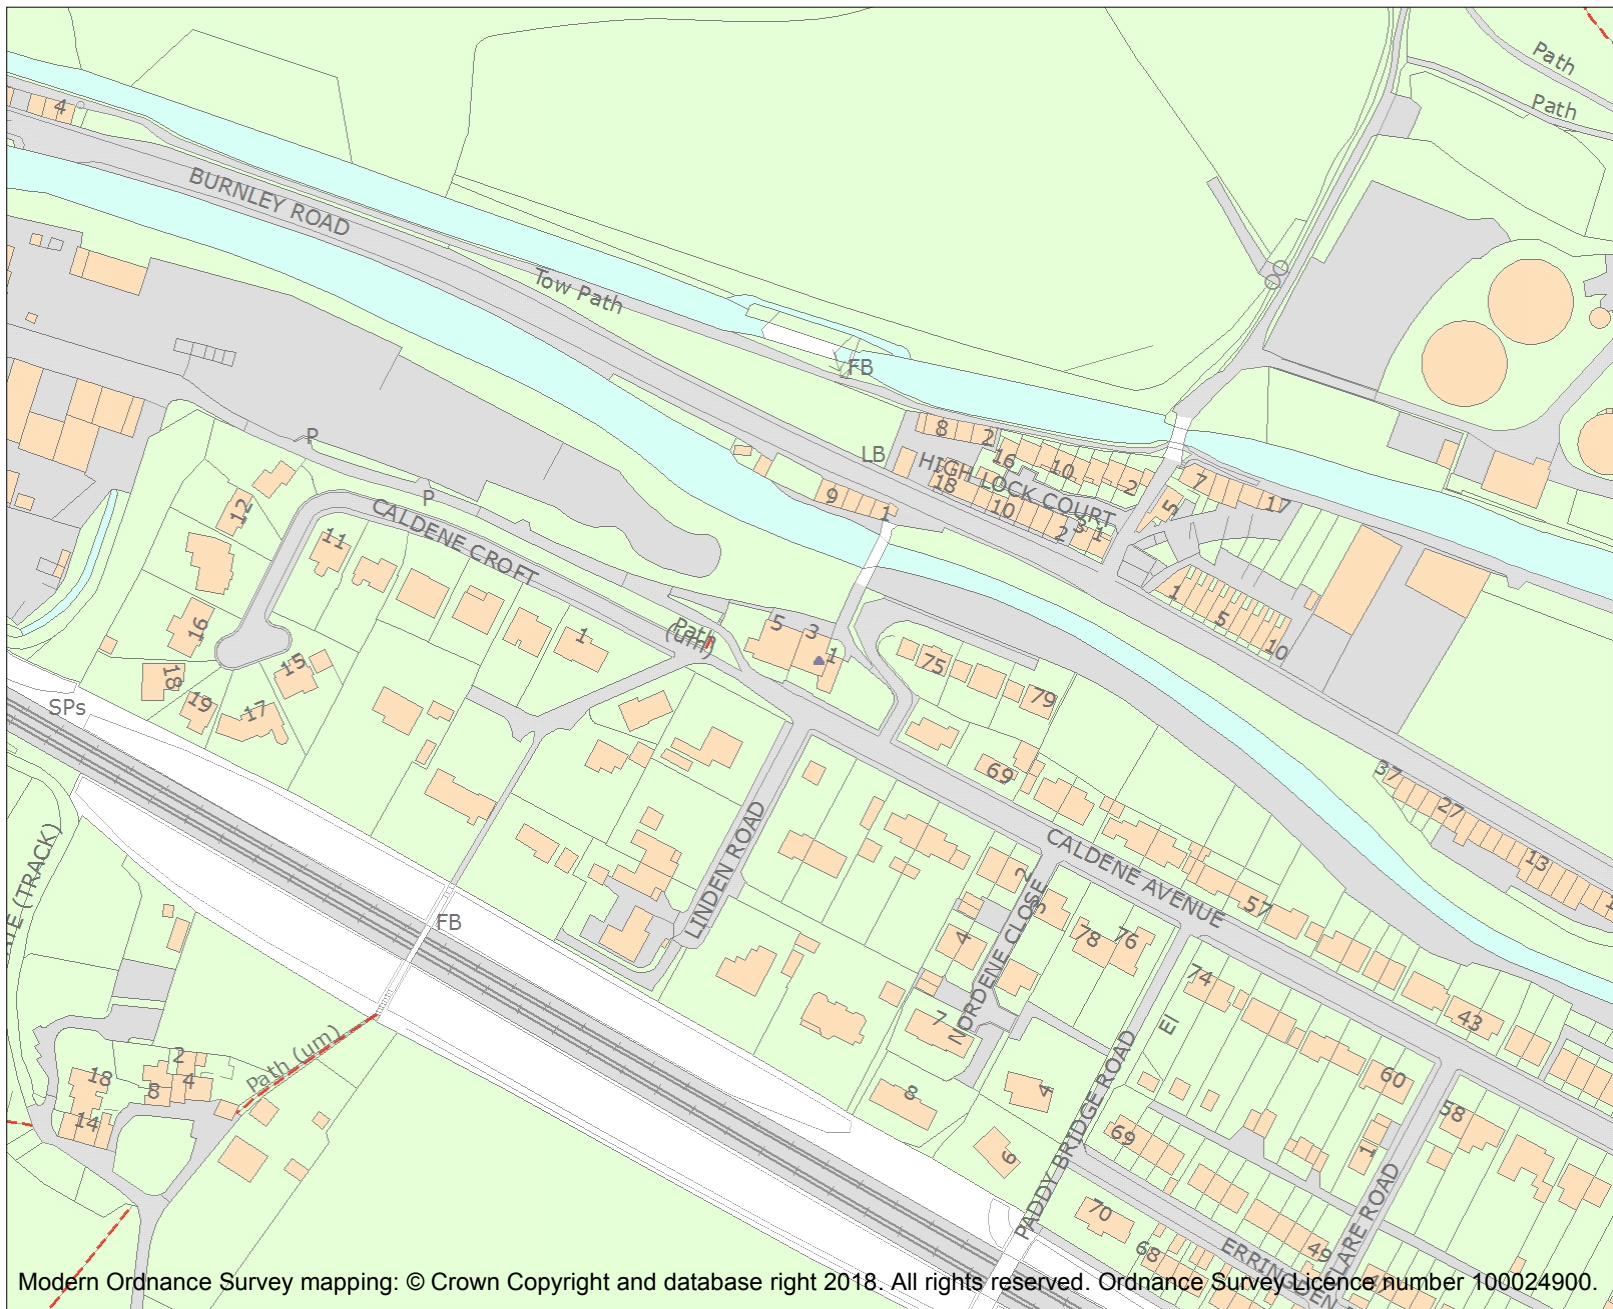 Path
Path
4
BURNLEY ROAD
Tow Path
FB
LB
8
2
16
10
2
HIGH LOCK COURT
18
10
2
3
1
7
17
5
9
1
P
P
CALDENE CROFT
12
11
16
18
19
17
15
1
Path
(um)
5
3
1
75
79
69
1
5
10
37
27
13
SPs
FB
LINDEN ROAD
CALDENE AVENUE
57
2
3
NORDENE CLOSE
4
7
8
78
76
74
El
43
60
58
PADDY BRIDGE ROAD
4
6
69
70
68
49
1
Path (um)
2
4
8
18
14
Modern Ordnance Survey mapping: © Crown Copyright and database right 2018. All rights reserved. Ordnance Survey Licence number 100024900.